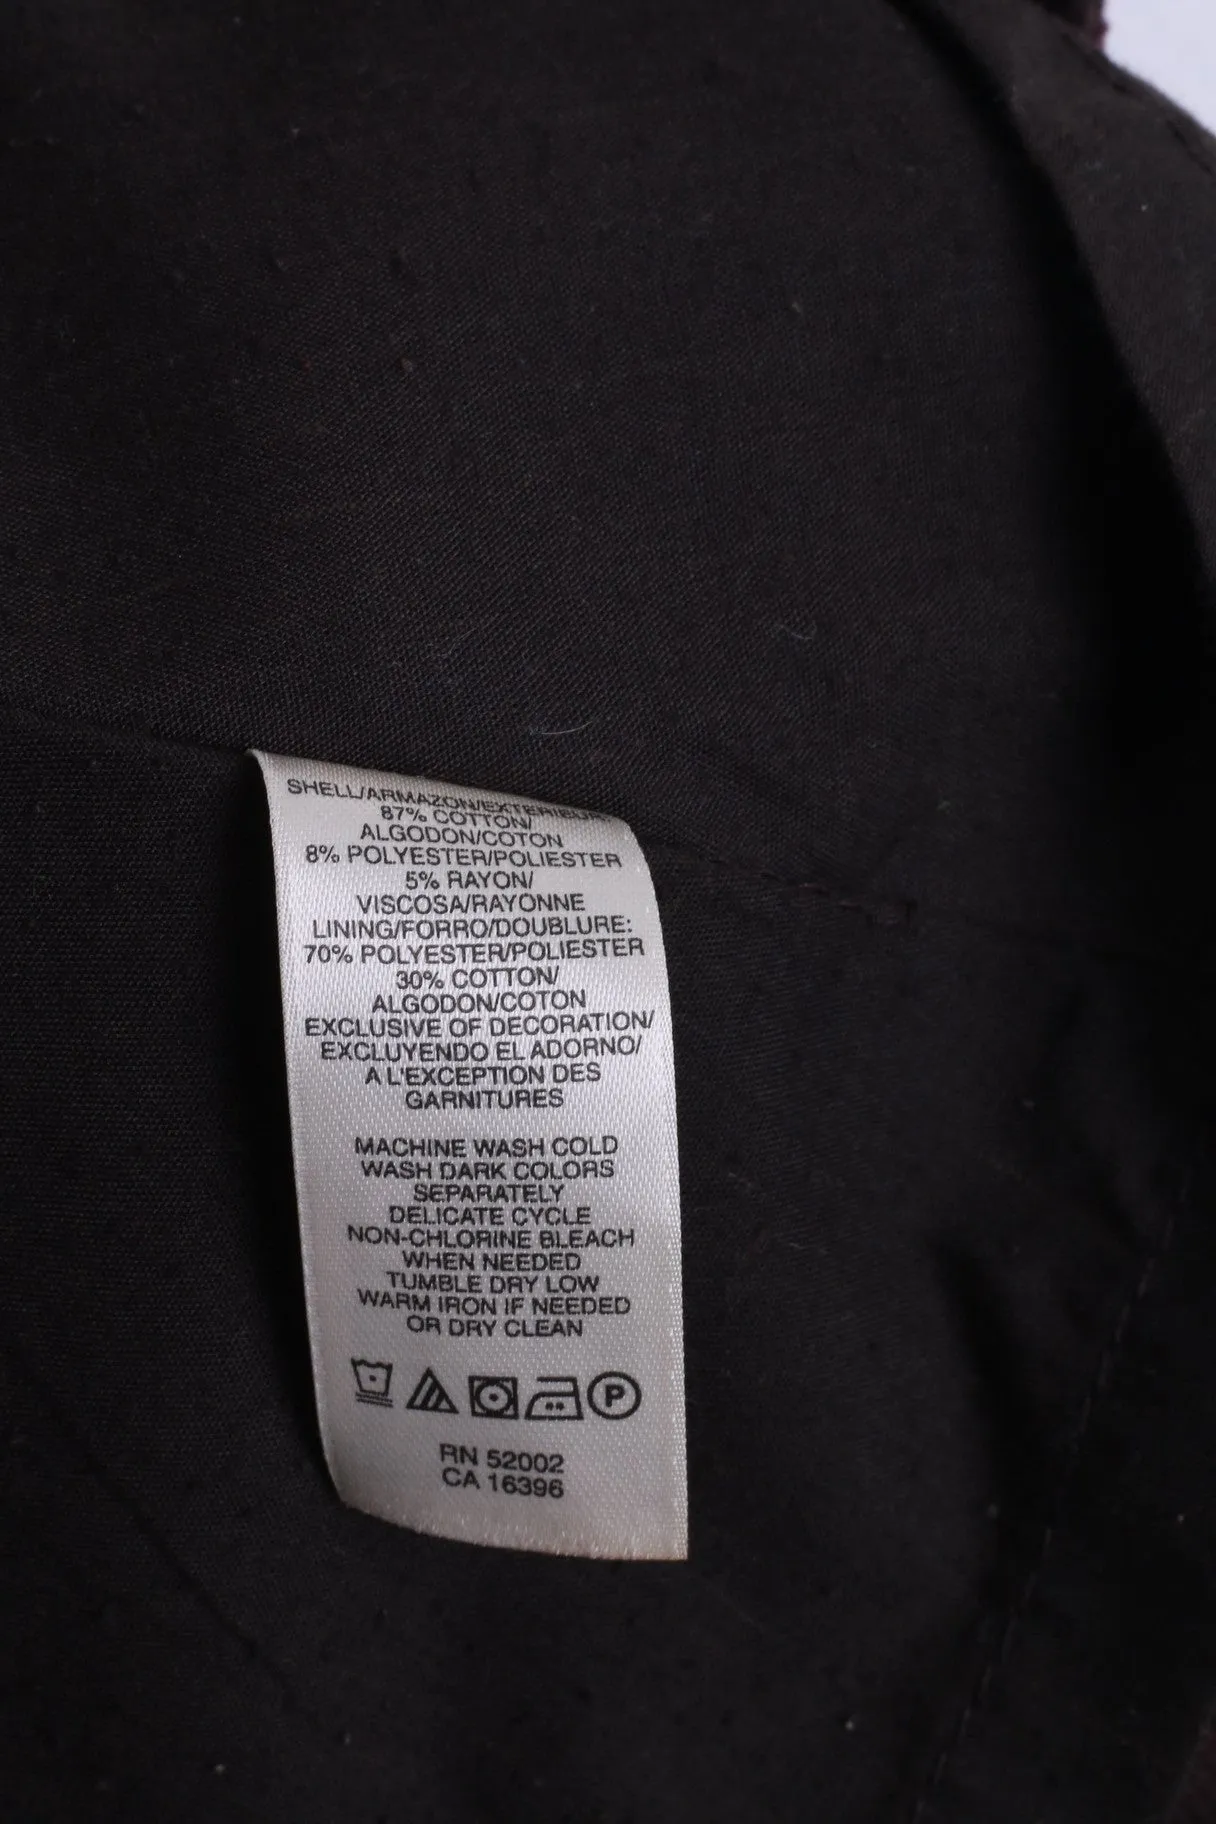 SHELL/ARMAZON/EXTERIEUR:
87% COTTON/
ALGODON/COTON
8% POLYESTER/POLIESTER
5% RAYON/
VISCOSA/RAYONNE
LINING/FORRO/DOUBLURE:
70% POLYESTER/POLIESTER
30% COTTON/
ALGODON/COTON
EXCLUSIVE OF DECORATION/
EXCLUYENDO EL ADORNO/
A L'EXCEPTION DES
GARNITURES
MACHINE WASH COLD
WASH DARK COLORS
SEPARATELY
DELICATE CYCLE
NON-CHLORINE BLEACH
WHEN NEEDED
TUMBLE DRY LOW
WARM IRON IF NEEDED
OR DRY CLEAN
P
RN 52002
CA 16396